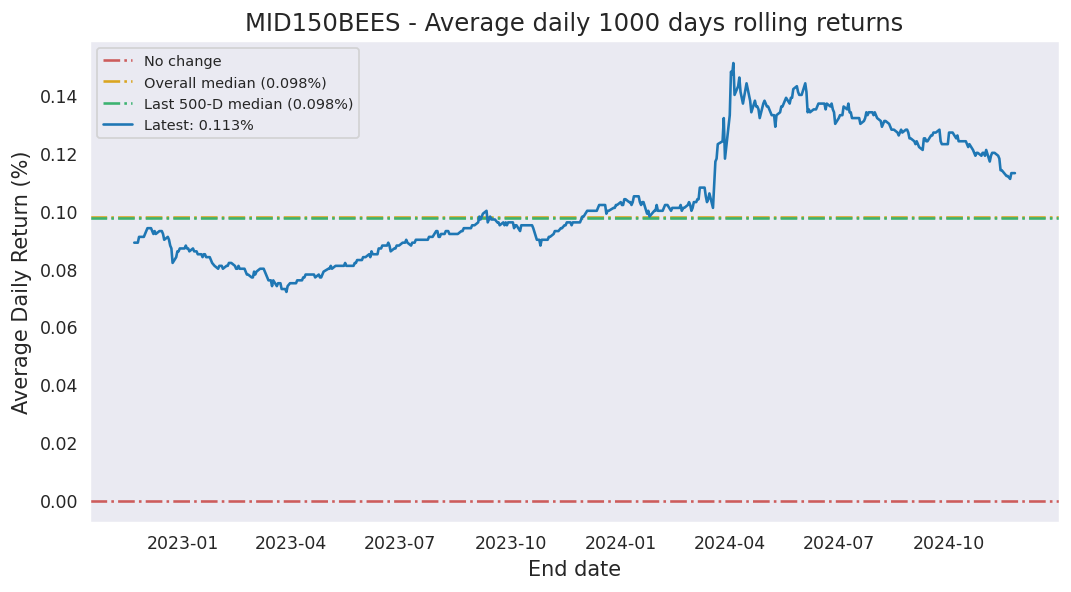 MID150BEES - Average daily 1000 days rolling returns
No change
Overall median (0.098%)
Last 500-D median (0.098%)
Latest: 0.113%
Average Daily Return (%)
0.14
0.12
0.10
0.08
0.06
0.04
0.02
0.00
2023-01 2023-04 2023-07 2023-10 2024-01 2024-04 2024-07 2024-10
End date